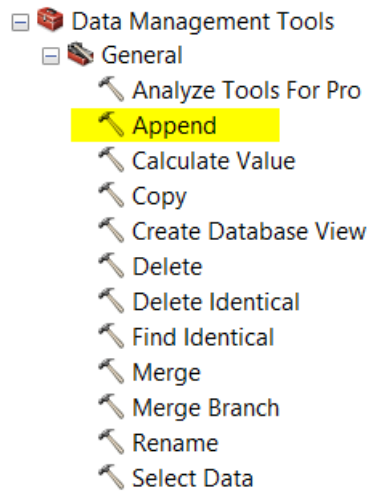 Data Management Tools
General
Analyze Tools For Pro
Append
Calculate Value
Copy
Create Database View
Delete
Delete Identical
Find Identical
Merge
Merge Branch
Rename
Select Data